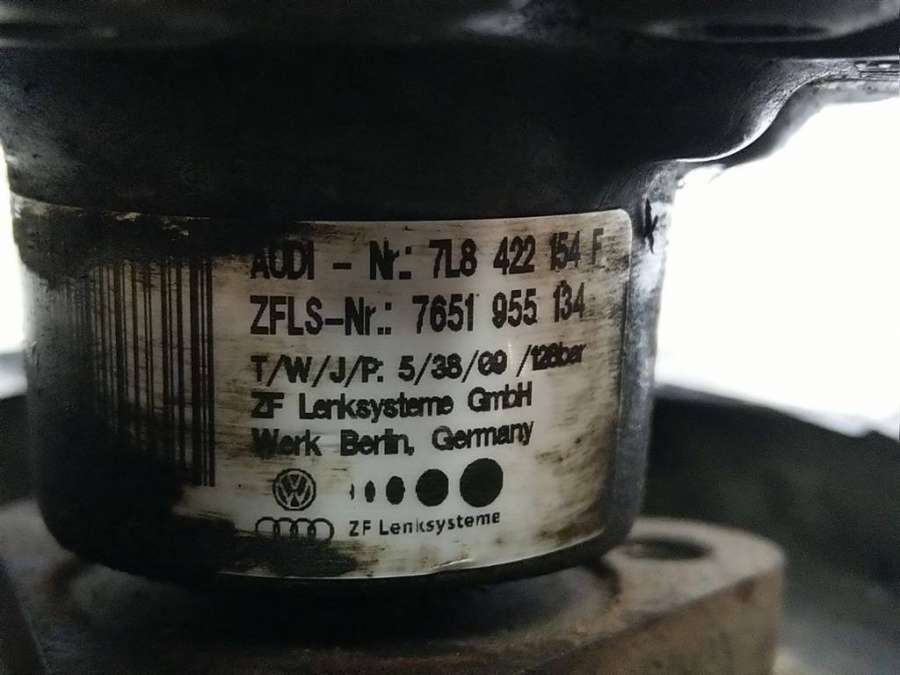 AUDI - Nr.: 7L8 422 154 F
ZFLS-Nr.: 7651 955 134
T/W/J/P: 5/38/09 /128bar
ZF Lenksysteme GmbH
Werk Berlin, Germany
ZF Lenksysteme